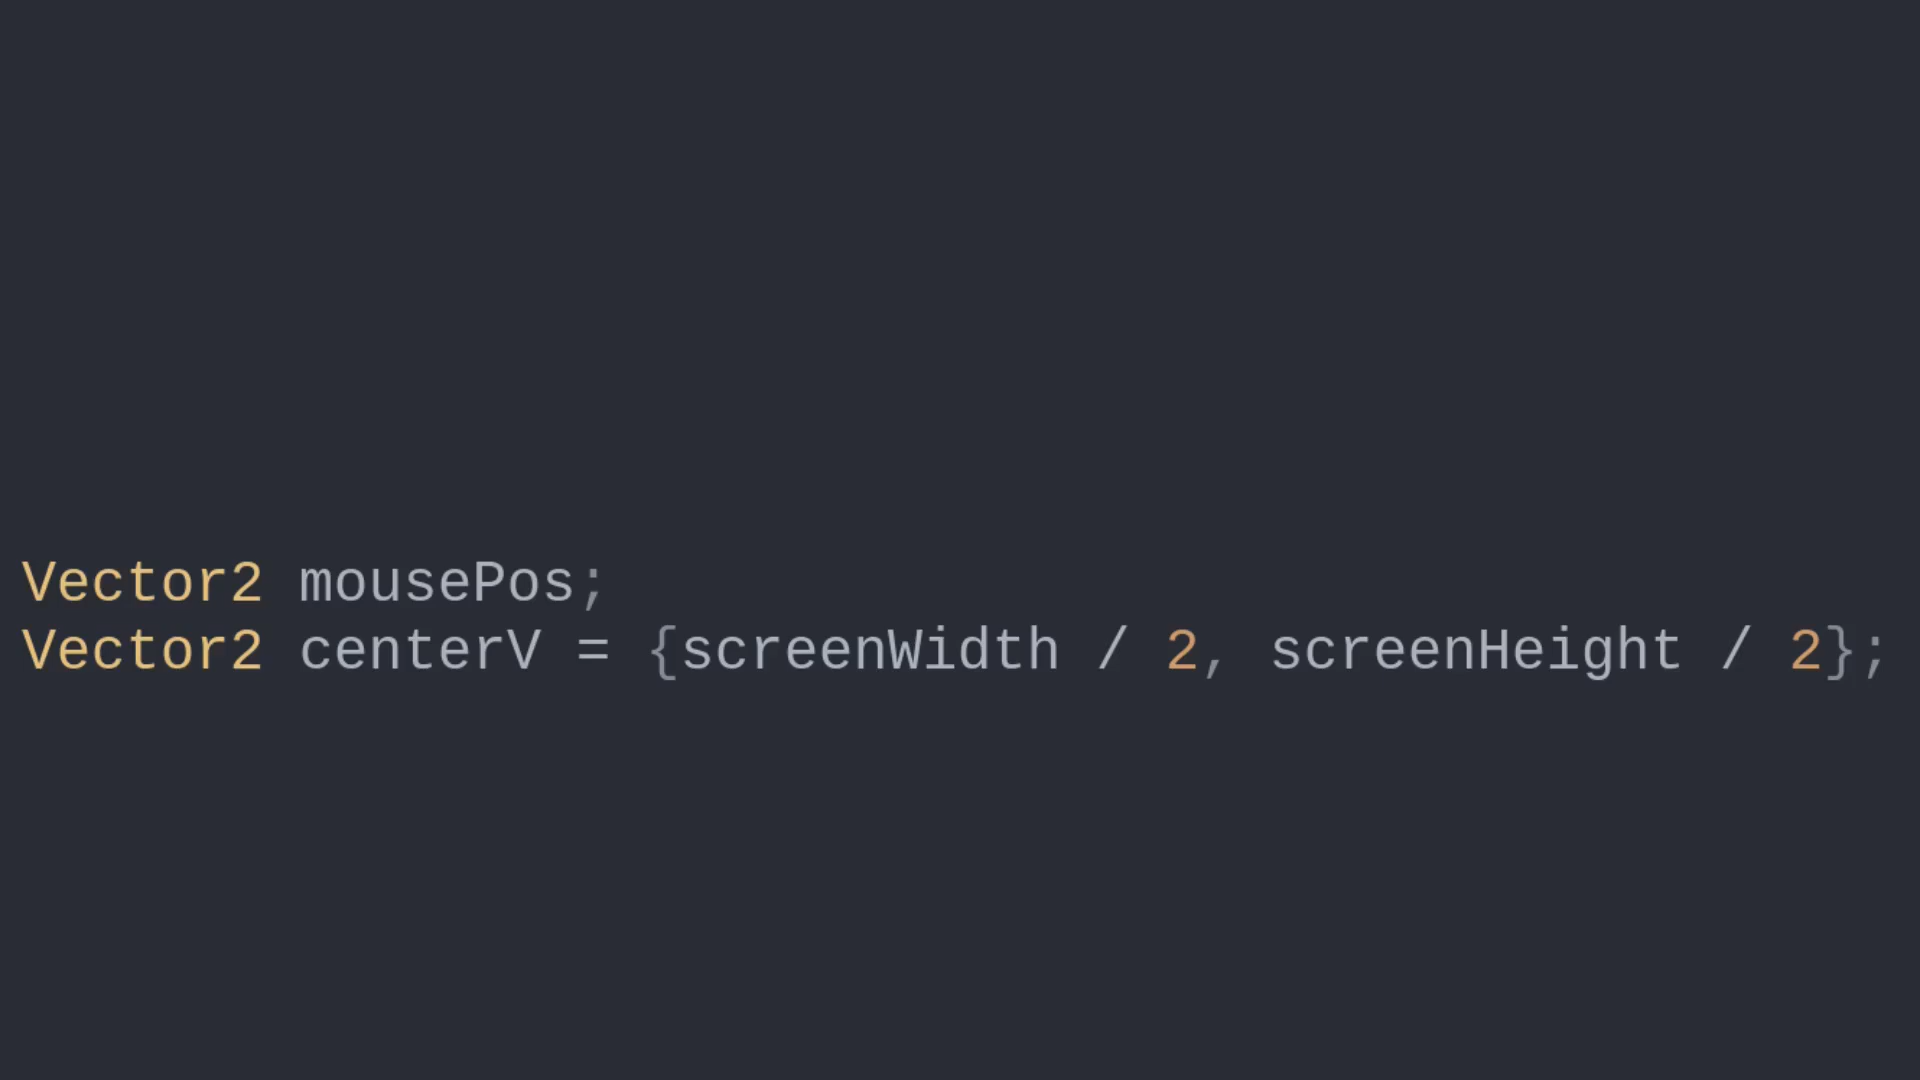 Vector2 mousePos;
Vector2 centerV = {screenWidth / 2, screenHeight / 2};